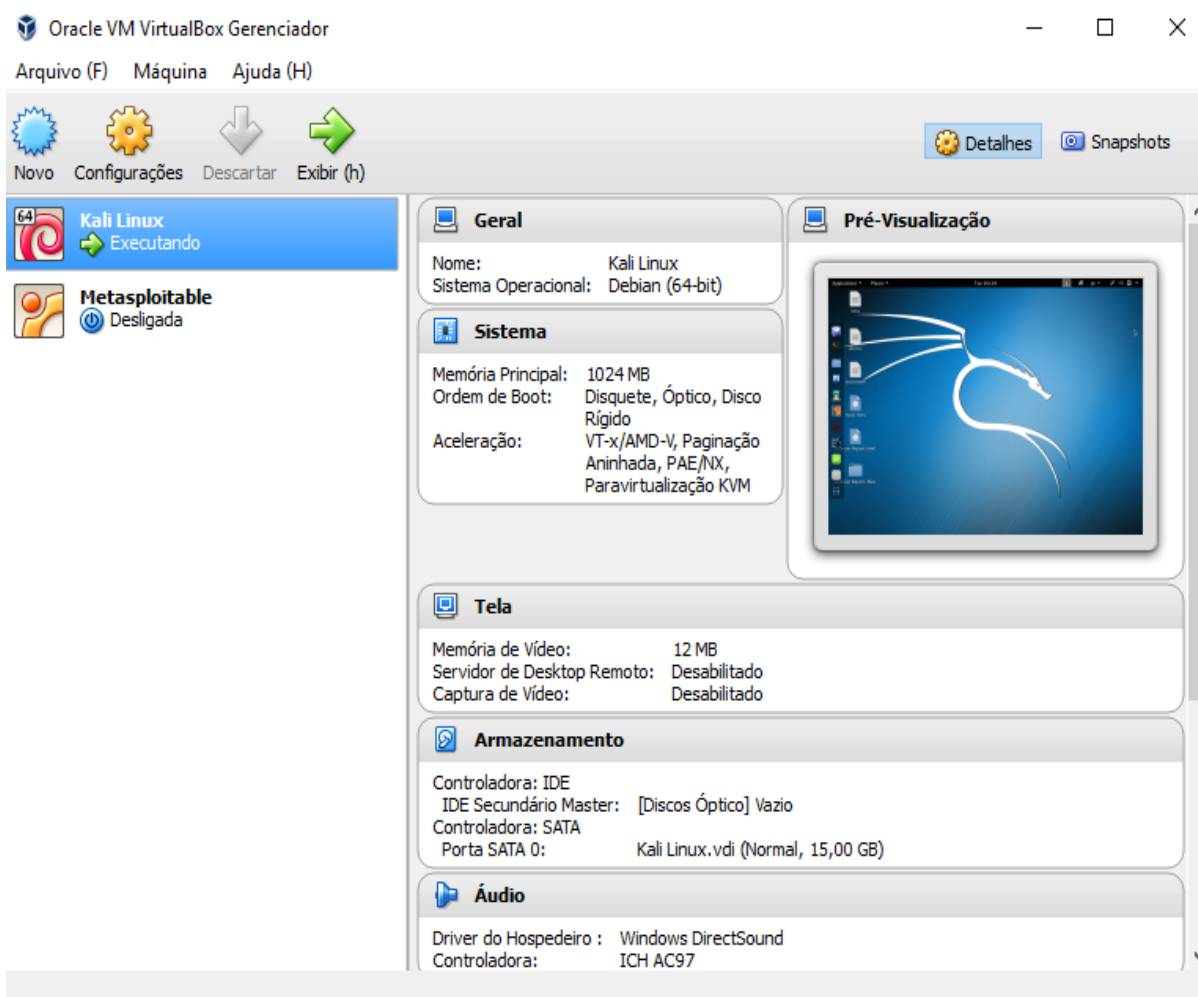 Oracle VM VirtualBox Gerenciador
Arquivo (F) Máquina Ajuda (H)
Novo Configurações Descartar Exibir (h)
Detalhes Snapshots
64
Kali Linux
Executando
Metasploitable
Desligada
Geral
Nome: Kali Linux
Sistema Operacional: Debian (64-bit)
Pré-Visualização
Sistema
Memória Principal: 1024 MB
Ordem de Boot: Disquete, Óptico, Disco
Rígido
Aceleração: VT-x/AMD-V, Paginação
Aninhada, PAE/NX,
Paravirtualização KVM
Tela
Memória de Vídeo: 12 MB
Servidor de Desktop Remoto: Desabilitado
Captura de Vídeo: Desabilitado
Armazenamento
Controladora: IDE
IDE Secundário Master: [Discos Óptico] Vazio
Controladora: SATA
Porta SATA 0: Kali Linux.vdi (Normal, 15,00 GB)
Áudio
Driver do Hospedeiro : Windows DirectSound
Controladora: ICH AC97